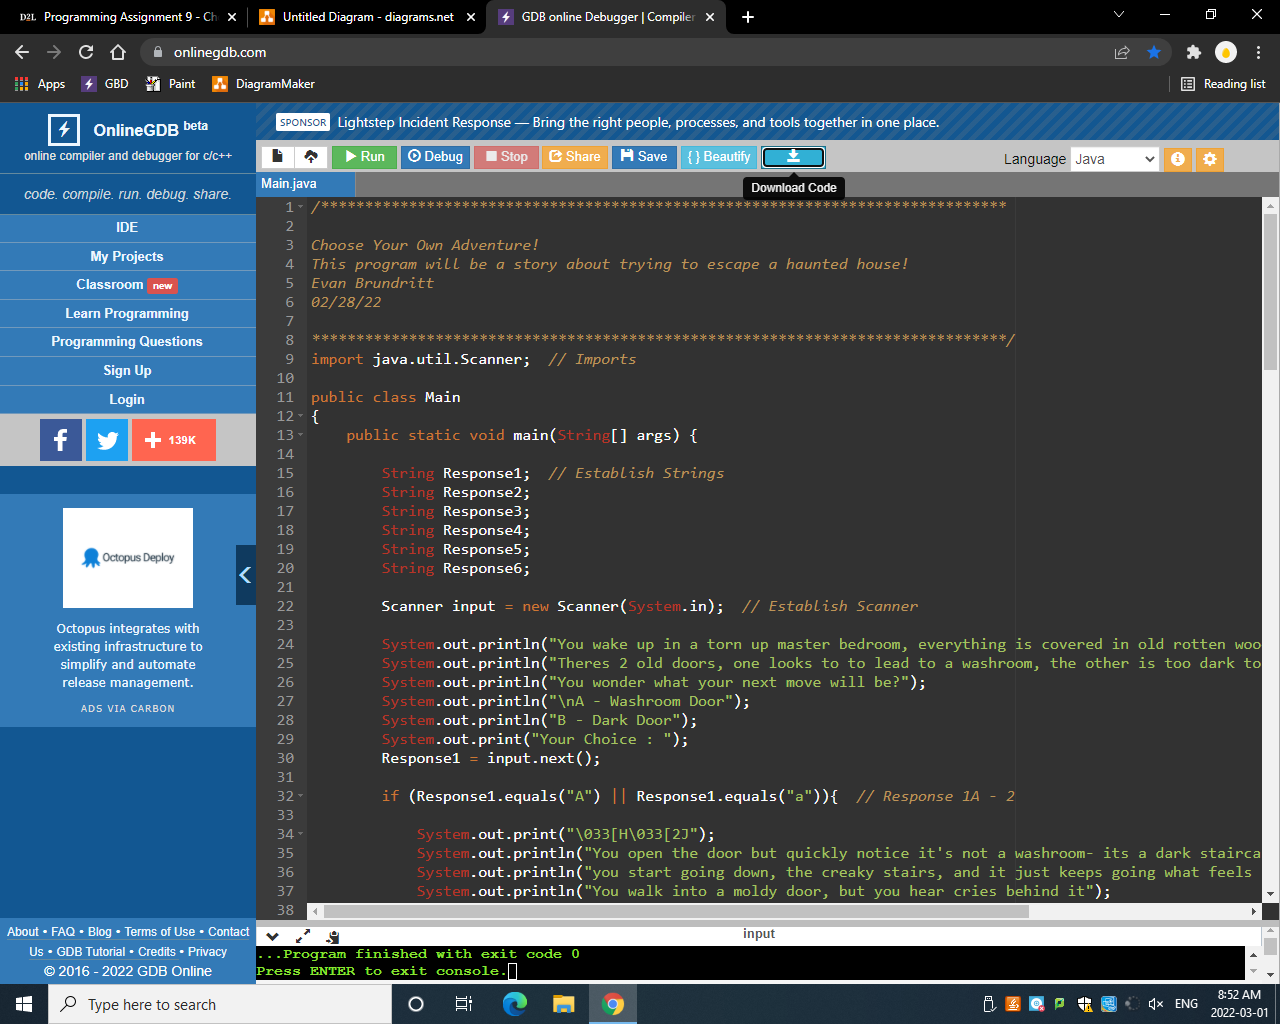 Programming Assignment 9 - Ch
Untitled Diagram - diagrams.net
GDB online Debugger | Compiler
onlinegdb.com
Apps
GBD
Paint
DiagramMaker
Reading list
OnlineGDB beta
online compiler and debugger for c/c++
code. compile. run. debug. share.
IDE
My Projects
Classroom new
Learn Programming
Programming Questions
Sign Up
Login
139K
Octopus Deploy
Octopus integrates with
existing infrastructure to
simplify and automate
release management.
ADS VIA CARBON
About • FAQ • Blog • Terms of Use • Contact
Us • GDB Tutorial • Credits • Privacy
© 2016 - 2022 GDB Online
SPONSOR Lightstep Incident Response — Bring the right people, processes, and tools together in one place.
Run Debug Stop Share Save { } Beautify
Language Java
Main.java
Download Code
1 /******************************************************************************
2
3 Choose Your Own Adventure!
4 This program will be a story about trying to escape a haunted house!
5 Evan Brundritt
6 02/28/22
7
8 *******************************************************************************/
9 import java.util.Scanner;  // Imports
10
11 public class Main
12 {
13     public static void main(String[] args) {
14
15         String Response1;  // Establish Strings
16         String Response2;
17         String Response3;
18         String Response4;
19         String Response5;
20         String Response6;
21
22         Scanner input = new Scanner(System.in);  // Establish Scanner
23
24         System.out.println("You wake up in a torn up master bedroom, everything is covered in old rotten woo
25         System.out.println("Theres 2 old doors, one looks to to lead to a washroom, the other is too dark to
26         System.out.println("You wonder what your next move will be?");
27         System.out.println("\nA - Washroom Door");
28         System.out.println("B - Dark Door");
29         System.out.print("Your Choice : ");
30         Response1 = input.next();
31
32         if (Response1.equals("A") || Response1.equals("a")){  // Response 1A - 2
33
34             System.out.print("\033[H\033[2J");
35             System.out.println("You open the door but quickly notice it's not a washroom- its a dark stairca
36             System.out.println("you start going down, the creaky stairs, and it just keeps going what feels
37             System.out.println("You walk into a moldy door, but you hear cries behind it");
38
input
...Program finished with exit code 0
Press ENTER to exit console.
Type here to search
ENG
8:52 AM
2022-03-01